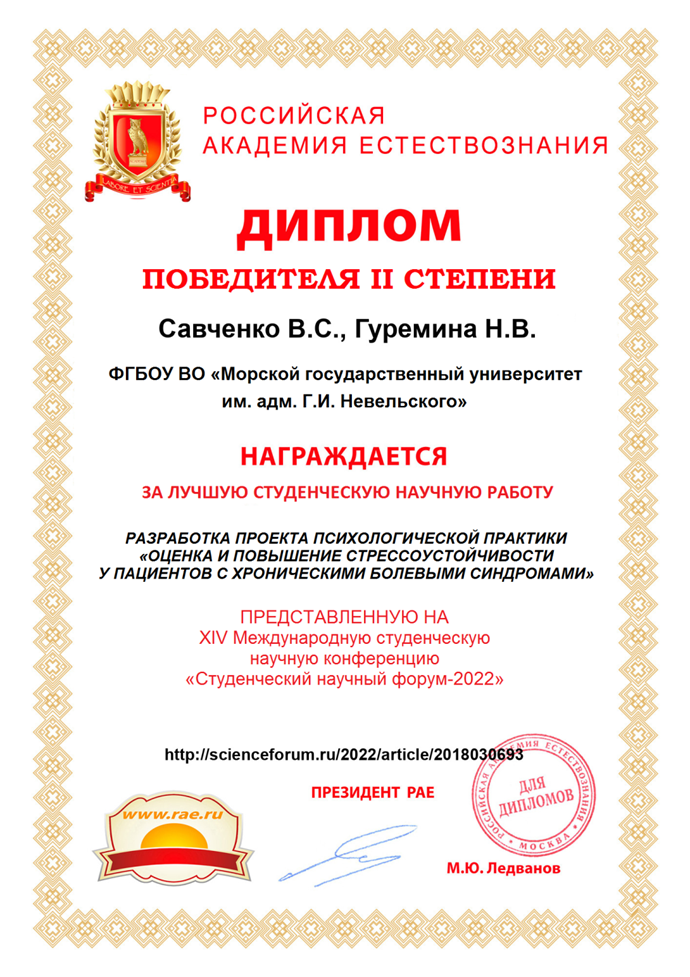 РОССИЙСКАЯ
АКАДЕМИЯ ЕСТЕСТВОЗНАНИЯ
LABORE ET SCIENTIA
ДИПЛОМ
ПОБЕДИТЕЛЯ II СТЕПЕНИ
Савченко В.С., Гуремина Н.В.
ФГБОУ ВО «Морской государственный университет
им. адм. Г.И. Невельского»
НАГРАЖДАЕТСЯ
ЗА ЛУЧШУЮ СТУДЕНЧЕСКУЮ НАУЧНУЮ РАБОТУ
РАЗРАБОТКА ПРОЕКТА ПСИХОЛОГИЧЕСКОЙ ПРАКТИКИ
«ОЦЕНКА И ПОВЫШЕНИЕ СТРЕССОУСТОЙЧИВОСТИ
У ПАЦИЕНТОВ С ХРОНИЧЕСКИМИ БОЛЕВЫМИ СИНДРОМАМИ»
ПРЕДСТАВЛЕННУЮ НА
XIV Международную студенческую
научную конференцию
«Студенческий научный форум-2022»
http://scienceforum.ru/2022/article/2018030693
ПРЕЗИДЕНТ РАЕ
www.rae.ru
РОССИЙСКАЯ АКАДЕМИЯ ЕСТЕСТВОЗНАНИЯ
ДЛЯ
ДИПЛОМОВ
МОСКВА
М.Ю. Ледванов